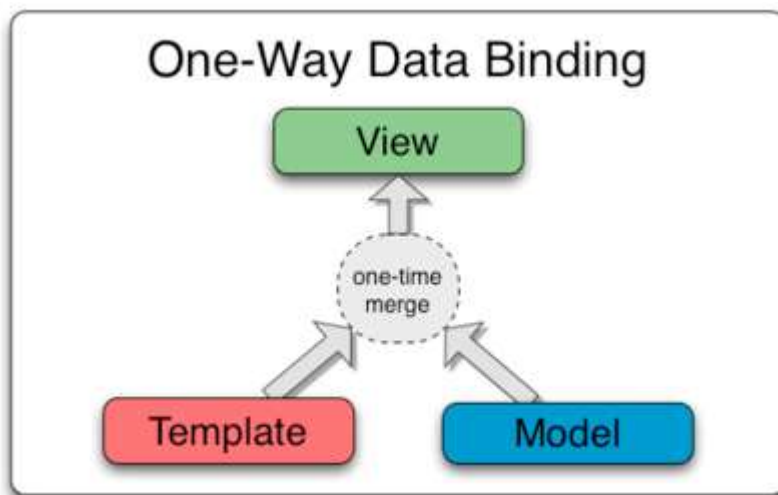 One-Way Data Binding
View
one-time
merge
Template
Model